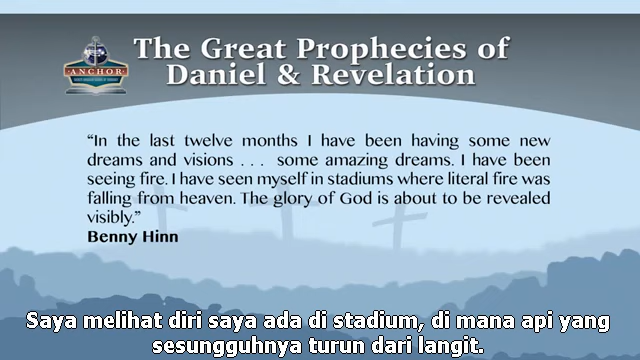 The Great Prophecies of
Daniel & Revelation
ANCHOR
“In the last twelve months I have been having some new
dreams and visions . . . some amazing dreams. I have been
seeing fire. I have seen myself in stadiums where literal fire was
falling from heaven. The glory of God is about to be revealed
visibly.”
Benny Hinn
Saya melihat diri saya ada di stadium, di mana api yang
sesungguhnya turun dari langit.